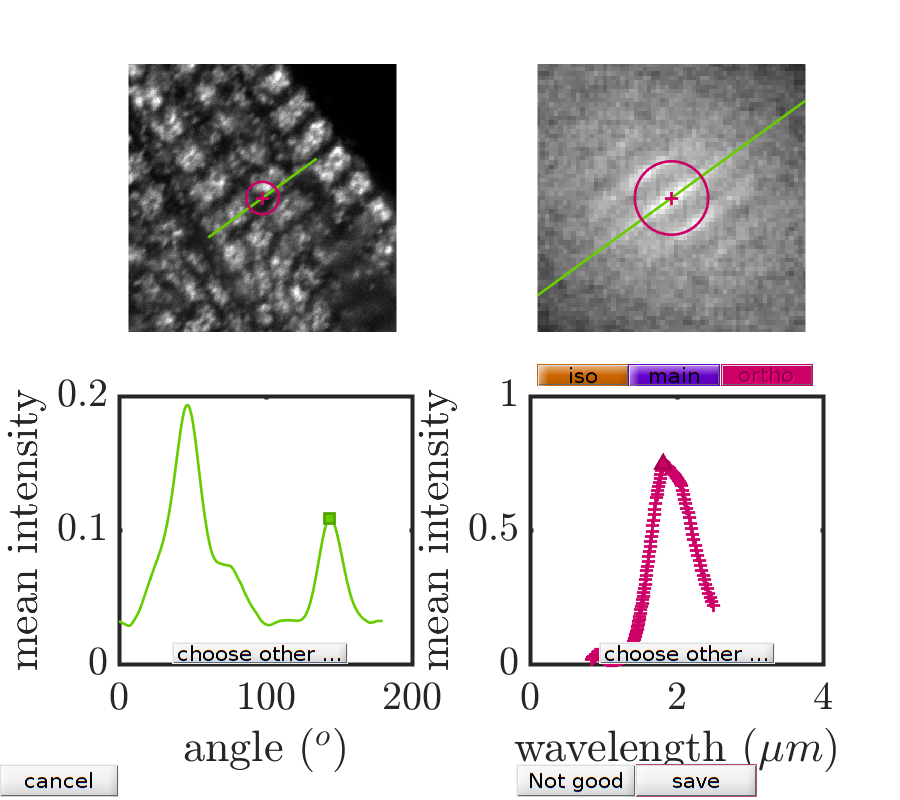 iso main ortho
0.2
0.1
0
mean intensity
choose other ...
0 100 200
angle (o)
1
0.5
0
mean intensity
choose other ...
0 2 4
wavelength (μm)
cancel Not good save